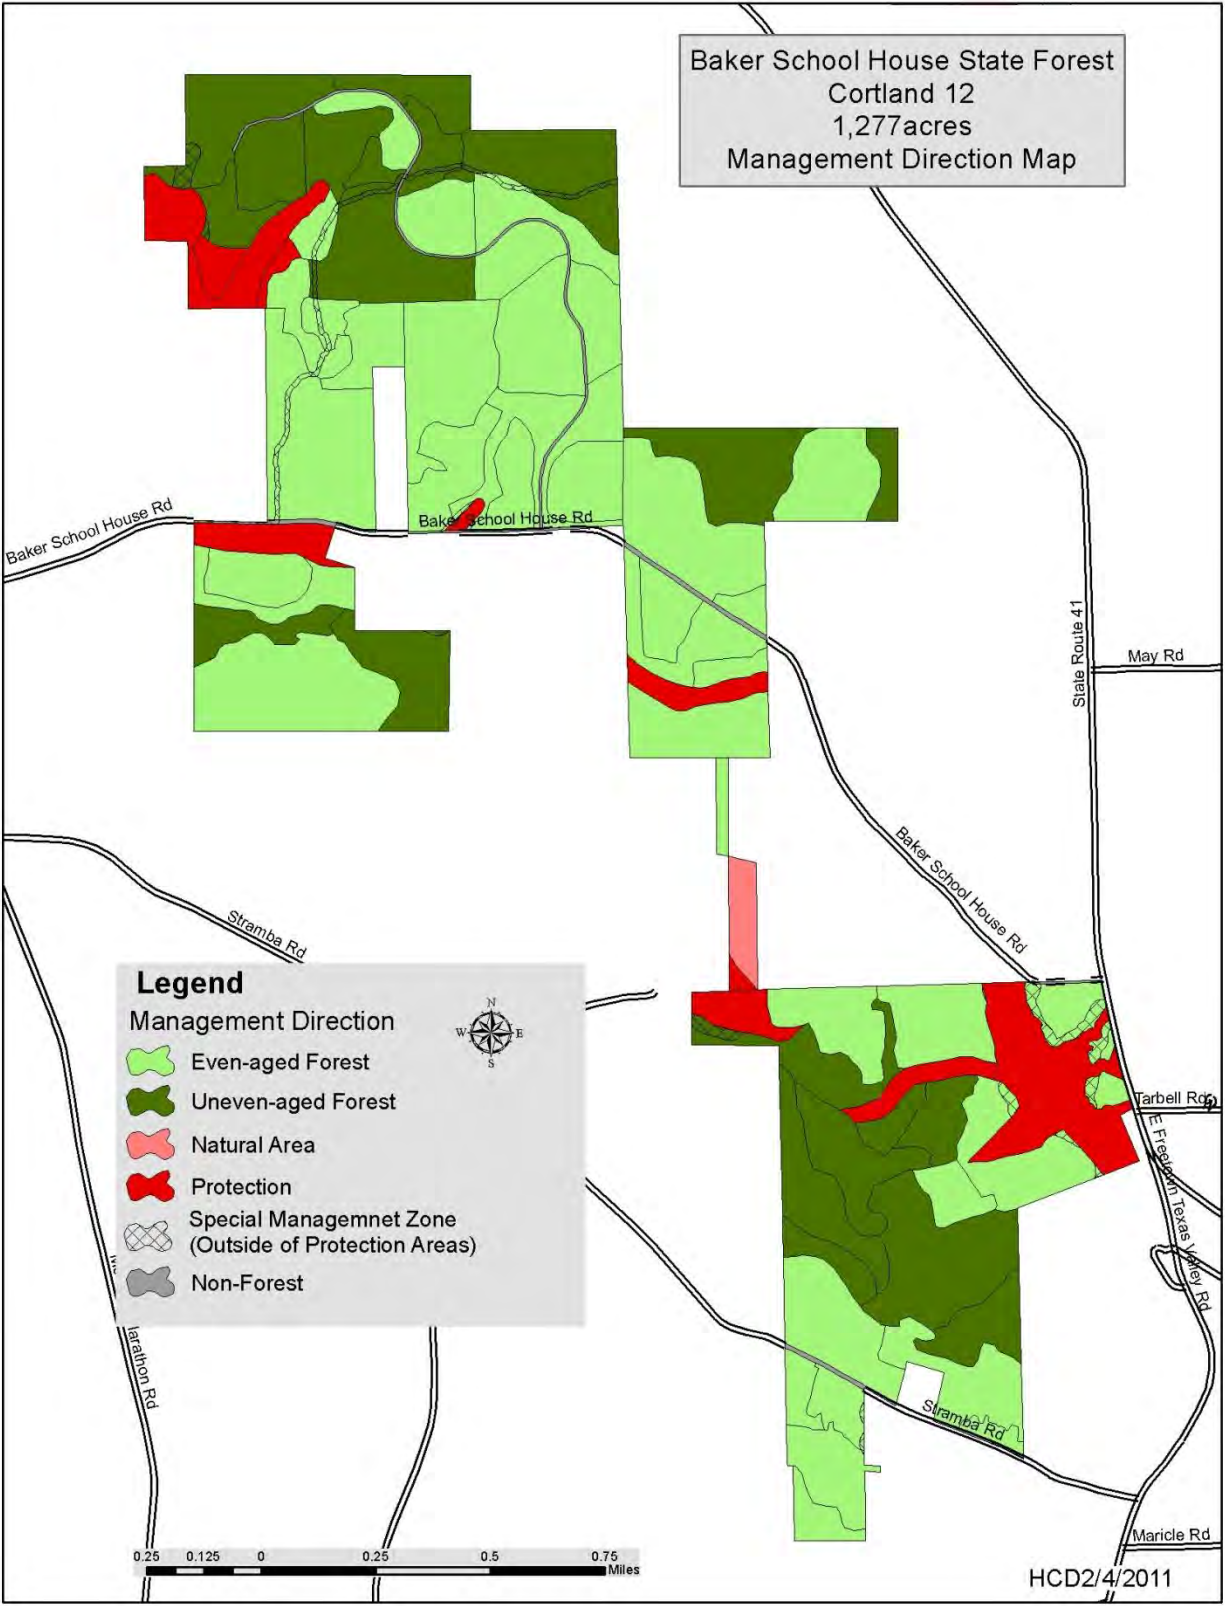 Baker School House State Forest
Cortland 12
1,277acres
Management Direction Map
Baker School House Rd
Baker School House Rd
State Route 41
May Rd
Baker School House Rd
Stramba Rd
Legend
Management Direction
N
W E
S
Even-aged Forest
Uneven-aged Forest
Natural Area
Protection
Special Managemnet Zone
(Outside of Protection Areas)
Non-Forest
Tarbell Rd
E Freetown Texas Valley Rd
arathon Rd
Stramba Rd
Maricle Rd
0.25 0.125 0 0.25 0.5 0.75
Miles
HCD2/4/2011